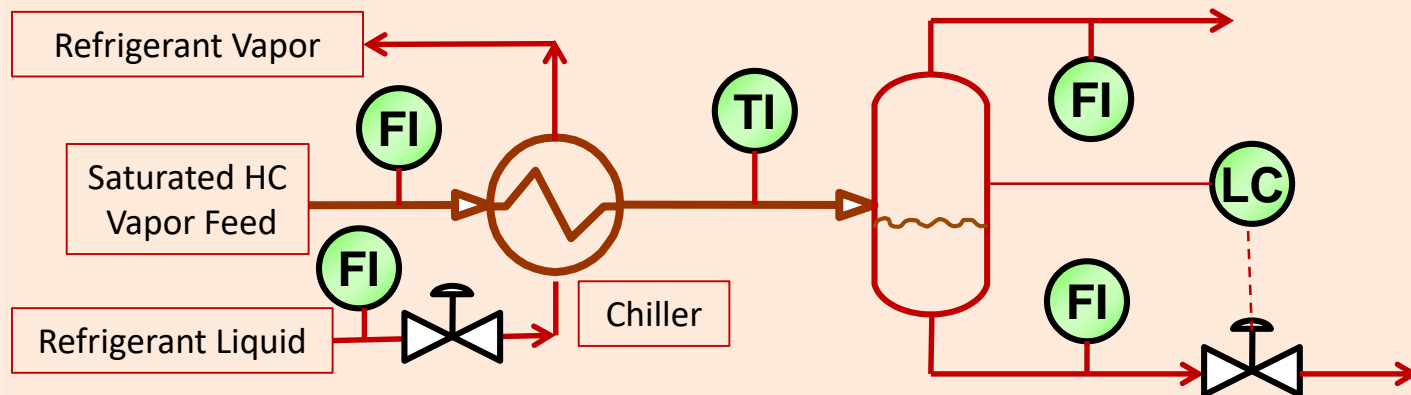 Refrigerant Vapor
FI
TI
FI
Saturated HC
Vapor Feed
LC
FI
FI
Chiller
Refrigerant Liquid